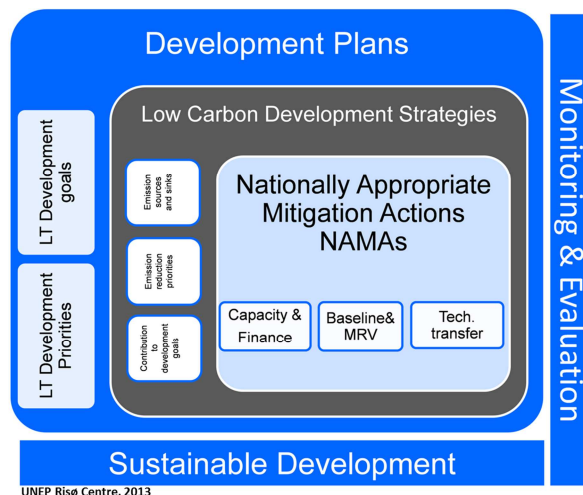 Development Plans
Low Carbon Development Strategies
LT Development
goals
LT Development
Priorities
Emission
sources
and sinks
Emission
reduction
priorities
Contribution
to
development
goals
Nationally Appropriate
Mitigation Actions
NAMAs
Capacity &
Finance
Baseline&
MRV
Tech.
transfer
Monitoring & Evaluation
Sustainable Development
UNEP Risø Centre, 2013